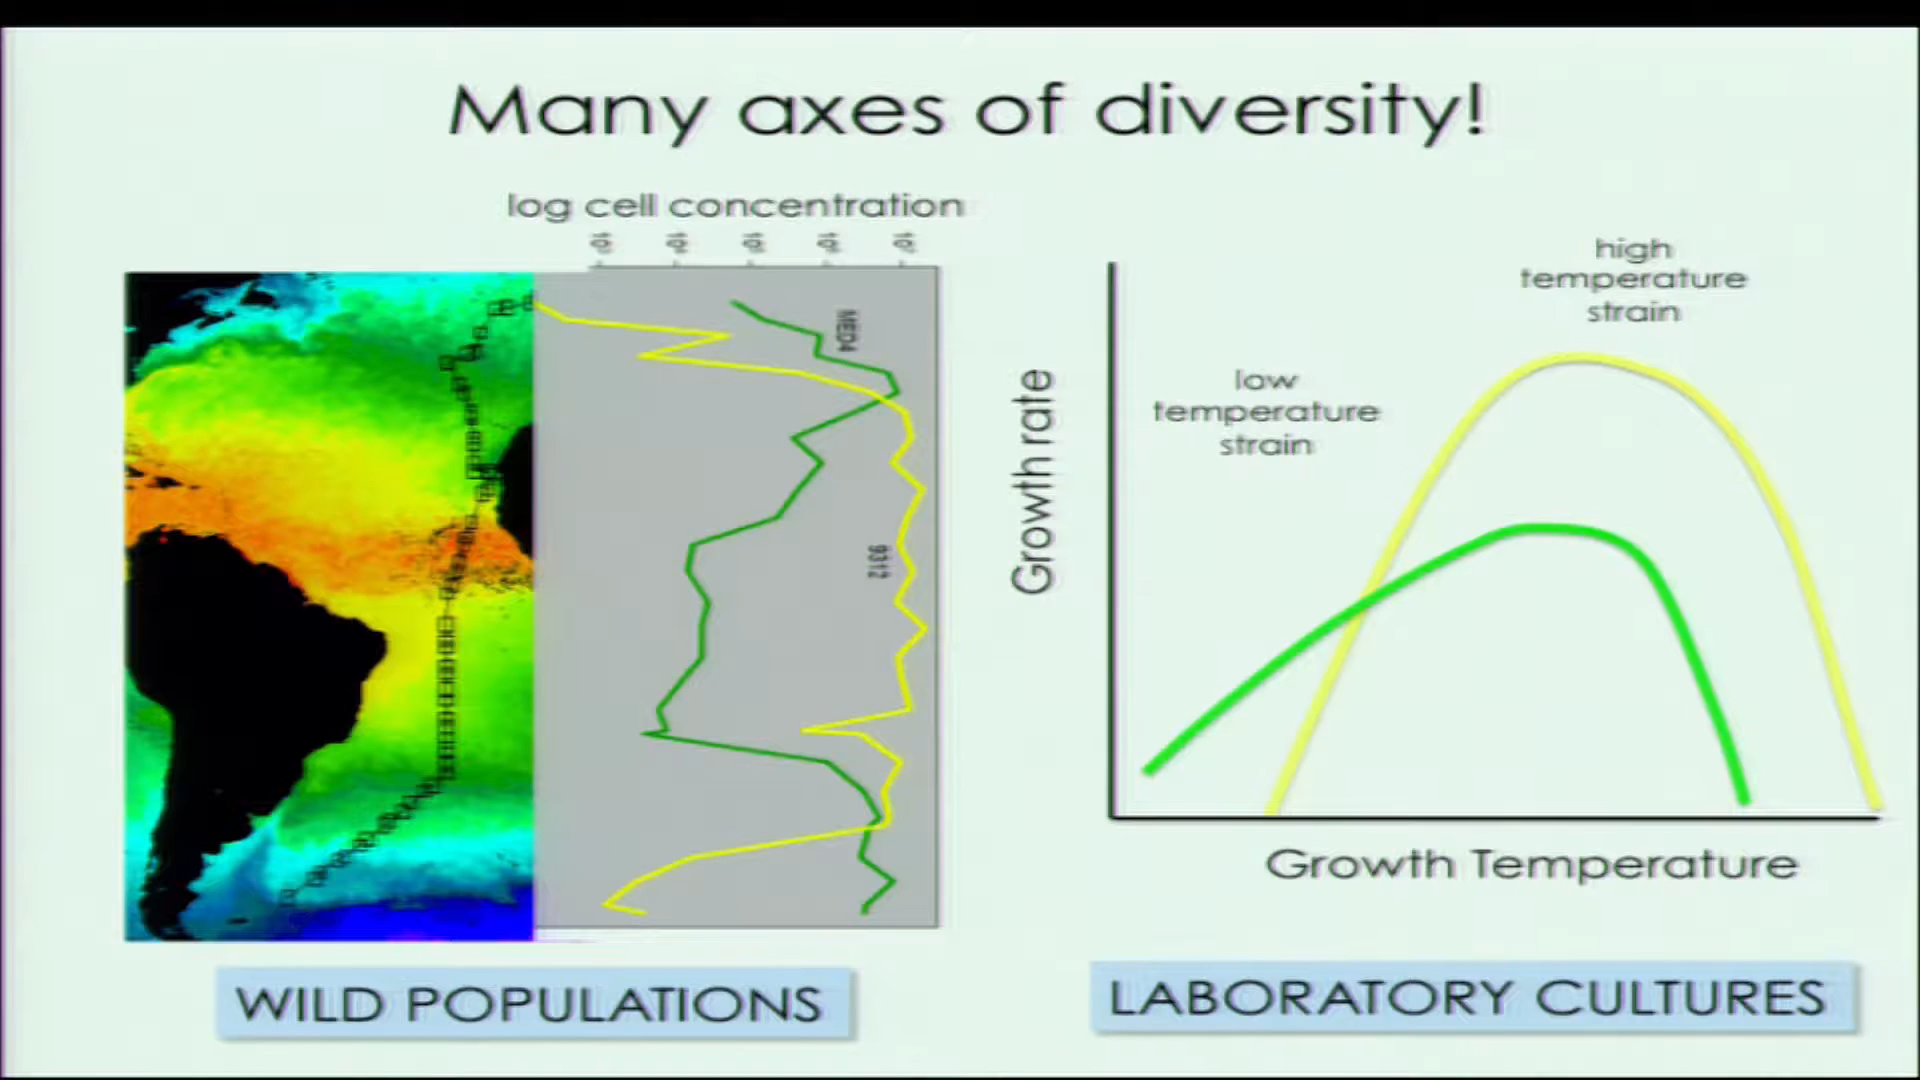 Many axes of diversity!
log cell concentration
MED4
9312
WILD POPULATIONS
high
temperature
strain
low
temperature
strain
Growth rate
Growth Temperature
LABORATORY CULTURES